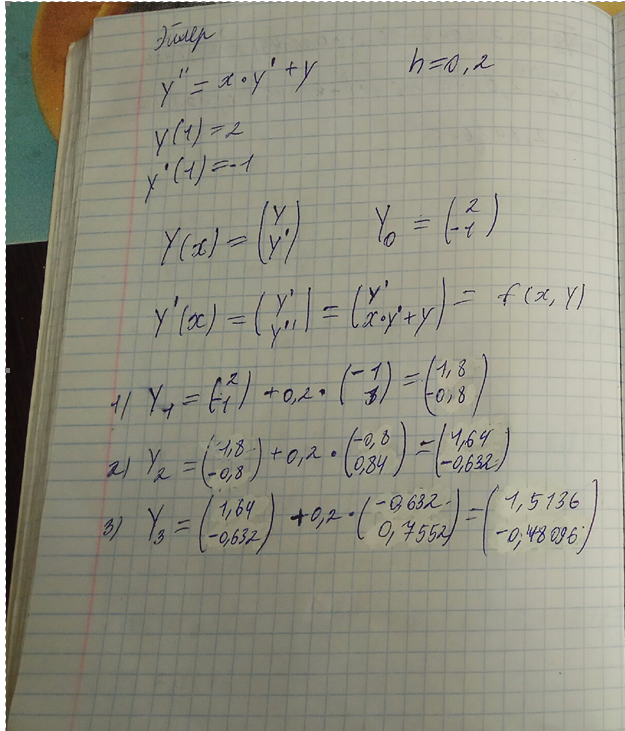 Эйлер
y'' = x·y' + y h=0,2
y(1)=2
y'(1)=-1
Y(x) = (y y') Y₀ = (2 -1)
Y'(x) = (y' y'') = (y' x·y'+y) = f(x, y)
1) Y₁ = (2 -1) + 0,2· (-1 1) = (1,8 -0,8)
2) Y₂ = (1,8 -0,8) + 0,2 · (-0,8 0,84) = (1,64 -0,632)
3) Y₃ = (1,64 -0,632) + 0,2 · (-0,632 0,7552) = (1,5136 -0,48096)